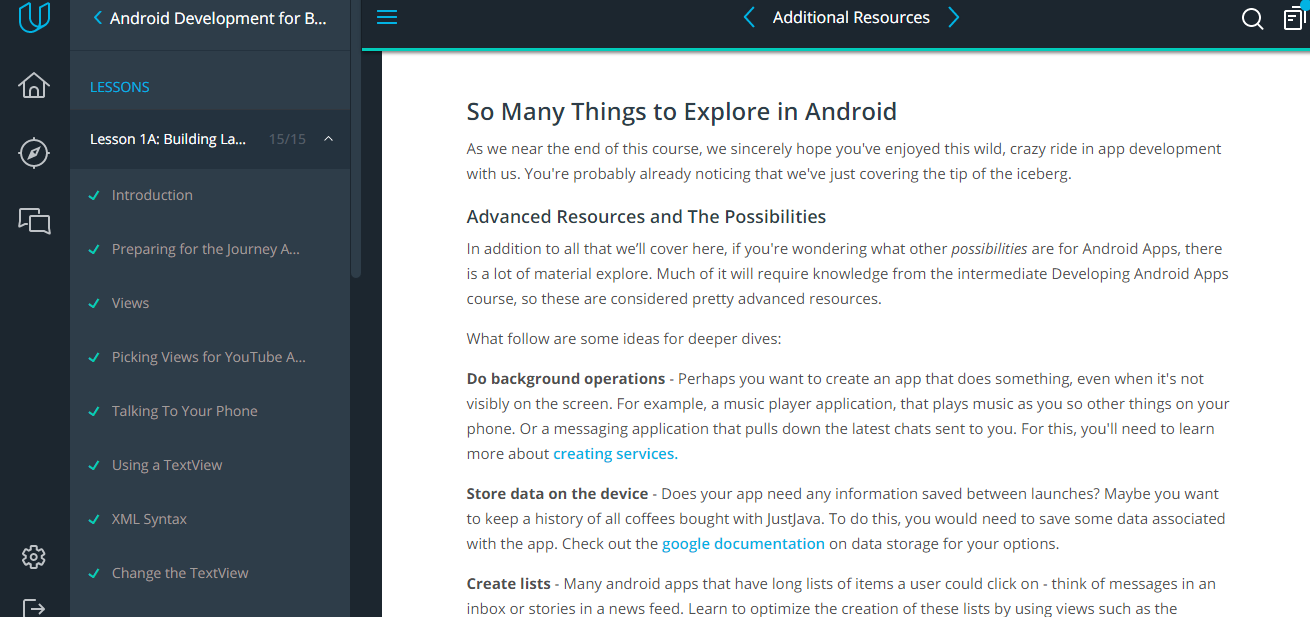 Android Development for B...
Additional Resources
LESSONS
Lesson 1A: Building La...
15/15
Introduction
Preparing for the Journey A...
Views
Picking Views for YouTube A...
Talking To Your Phone
Using a TextView
XML Syntax
Change the TextView
So Many Things to Explore in Android
As we near the end of this course, we sincerely hope you've enjoyed this wild, crazy ride in app development
with us. You're probably already noticing that we've just covering the tip of the iceberg.
Advanced Resources and The Possibilities
In addition to all that we’ll cover here, if you're wondering what other possibilities are for Android Apps, there
is a lot of material explore. Much of it will require knowledge from the intermediate Developing Android Apps
course, so these are considered pretty advanced resources.
What follow are some ideas for deeper dives:
Do background operations - Perhaps you want to create an app that does something, even when it's not
visibly on the screen. For example, a music player application, that plays music as you so other things on your
phone. Or a messaging application that pulls down the latest chats sent to you. For this, you'll need to learn
more about creating services.
Store data on the device - Does your app need any information saved between launches? Maybe you want
to keep a history of all coffees bought with JustJava. To do this, you would need to save some data associated
with the app. Check out the google documentation on data storage for your options.
Create lists - Many android apps that have long lists of items a user could click on - think of messages in an
inbox or stories in a news feed. Learn to optimize the creation of these lists by using views such as the